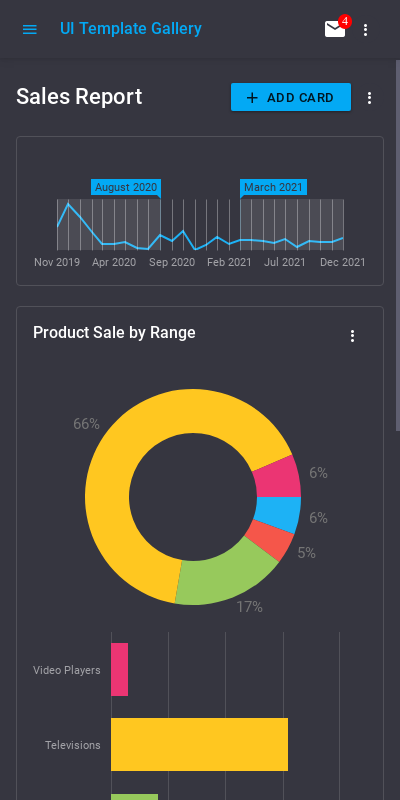 UI Template Gallery
4
Sales Report
ADD CARD
August 2020
March 2021
Nov 2019 Apr 2020 Sep 2020 Feb 2021 Jul 2021 Dec 2021
Product Sale by Range
66%
6%
6%
5%
17%
Video Players
Televisions